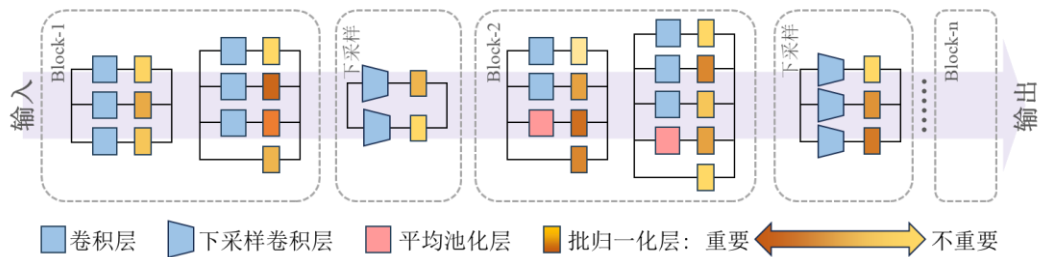 输入
Block-1
下采样
Block-2
下采样
……
Block-n
输出
卷积层
下采样卷积层
平均池化层
批归一化层：重要
不重要